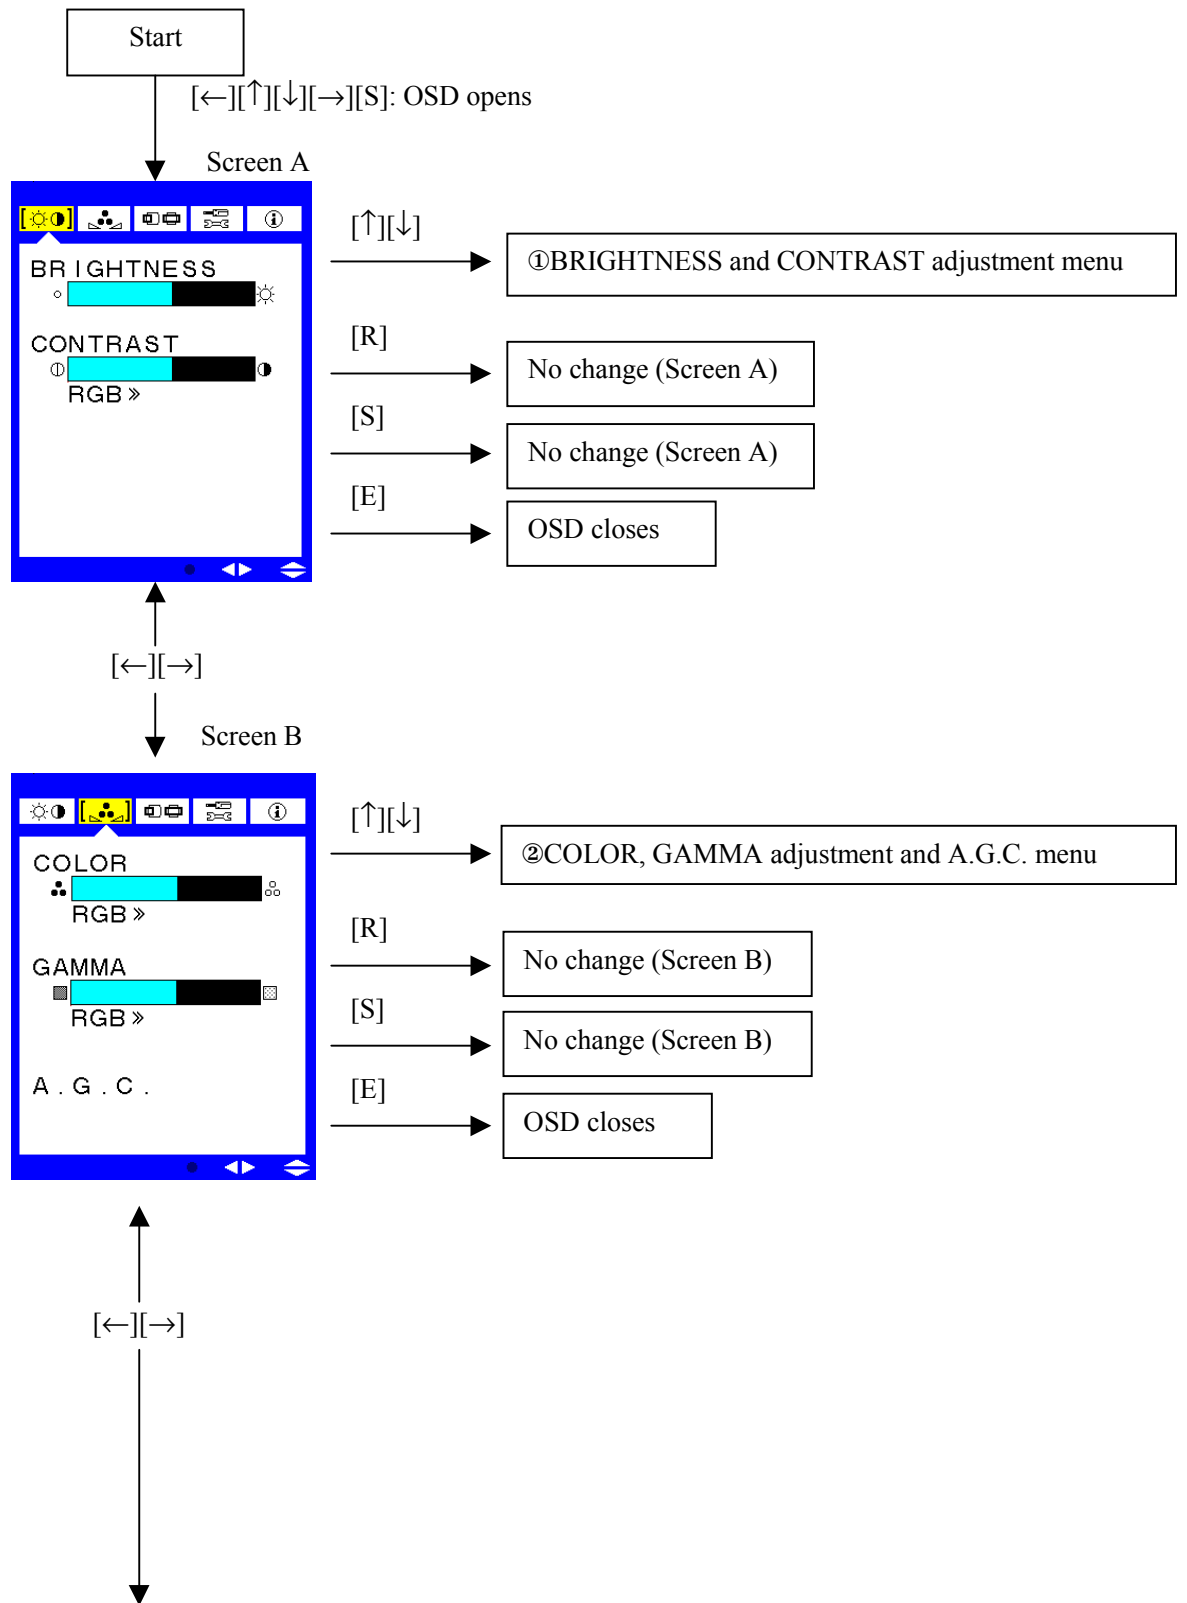 Start
[←][↑][↓][→][S]: OSD opens
Screen A
[↑][↓]
①BRIGHTNESS and CONTRAST adjustment menu
BRIGHTNESS
CONTRAST
RGB»
[R]
No change (Screen A)
[S]
No change (Screen A)
[E]
OSD closes
[←][→]
Screen B
[↑][↓]
②COLOR, GAMMA adjustment and A.G.C. menu
COLOR
RGB»
GAMMA
RGB»
A.G.C.
[R]
No change (Screen B)
[S]
No change (Screen B)
[E]
OSD closes
[←][→]